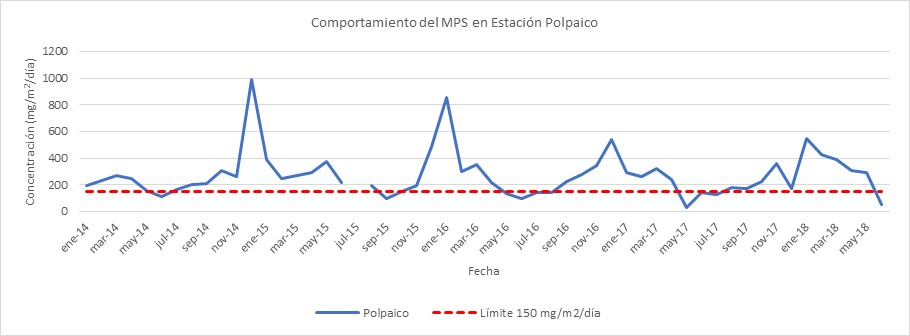 Comportamiento del MPS en Estación Polpaico
Concentración (mg/m2/día)
1200
1000
800
600
400
200
0
ene-14 mar-14 may-14 jul-14 sep-14 nov-14 ene-15 mar-15 may-15 jul-15 sep-15 nov-15 ene-16 mar-16 may-16 jul-16 sep-16 nov-16 ene-17 mar-17 may-17 jul-17 sep-17 nov-17 ene-18 mar-18 may-18
Fecha
Polpaico Límite 150 mg/m2/día